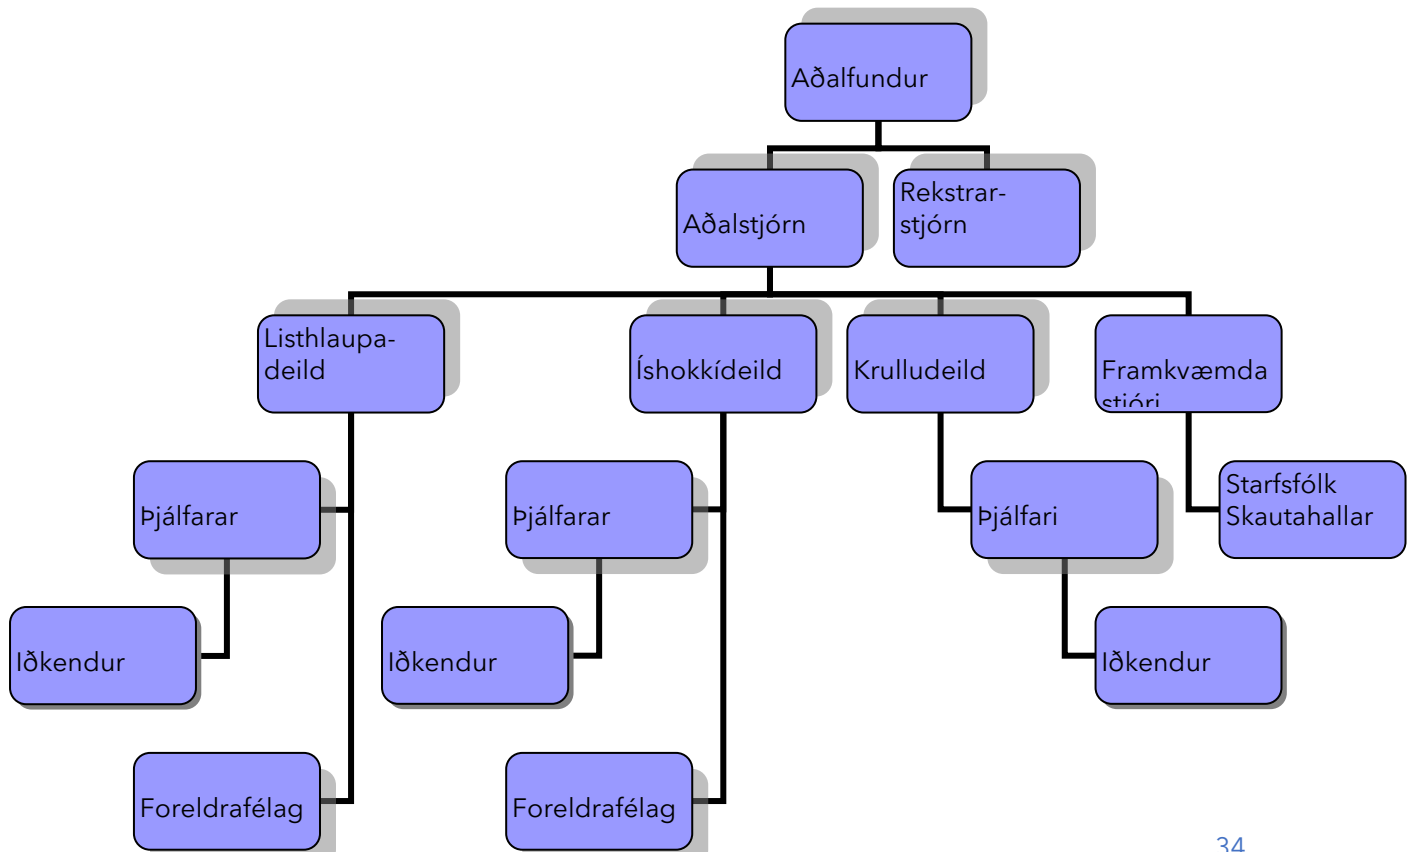 Aðalfundur
Aðalstjórn
Rekstrar-
stjórn
Listhlaupa-
deild
Íshokkídeild
Krulludeild
Framkvæmda
stjóri
Þjálfarar
Þjálfarar
Þjálfari
Starfsfólk
Skautahallar
Iðkendur
Iðkendur
Iðkendur
Foreldrafélag
Foreldrafélag
34